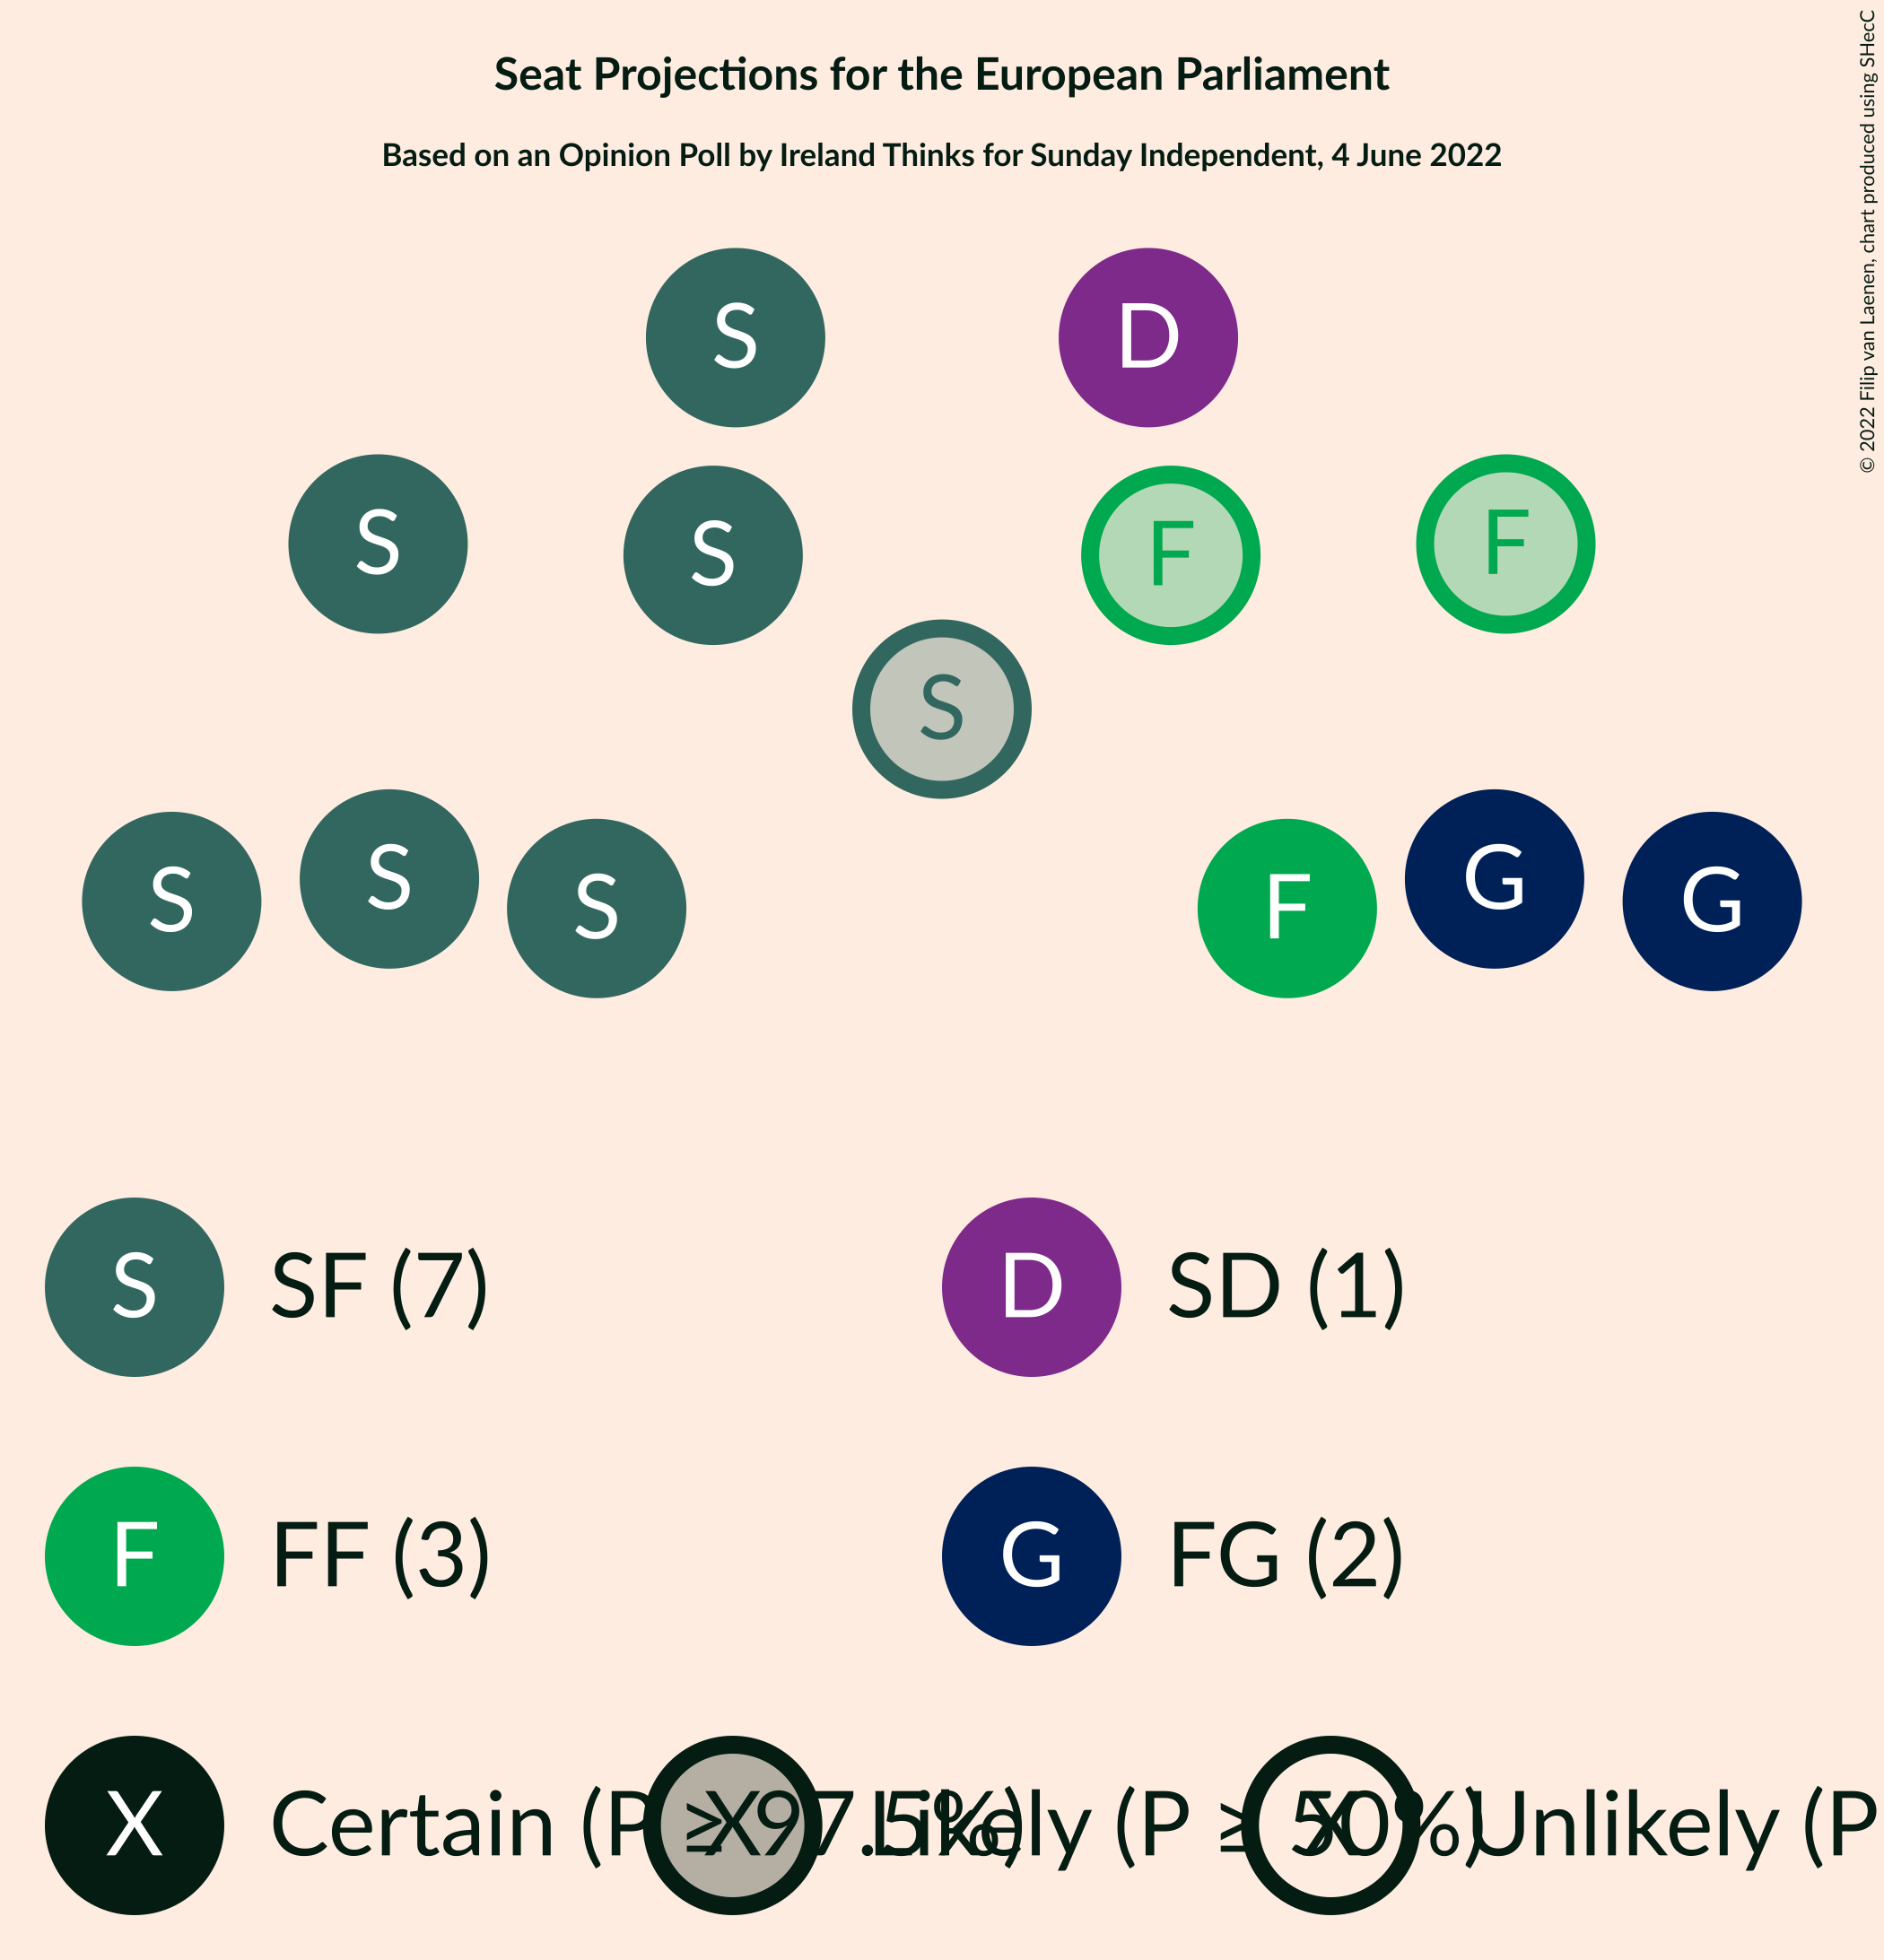 Seat Projections for the European Parliament
Based on an Opinion Poll by Ireland Thinks for Sunday Independent, 4 June 2022
© 2022 Filip van Laenen, chart produced using SHecC
S D
S S F F
S
S S S F G G
S SF (7) D SD (1)
F FF (3) G FG (2)
X Certain (P ≥ 97.5%) X Likely (P ≥ 50%) X Unlikely (P